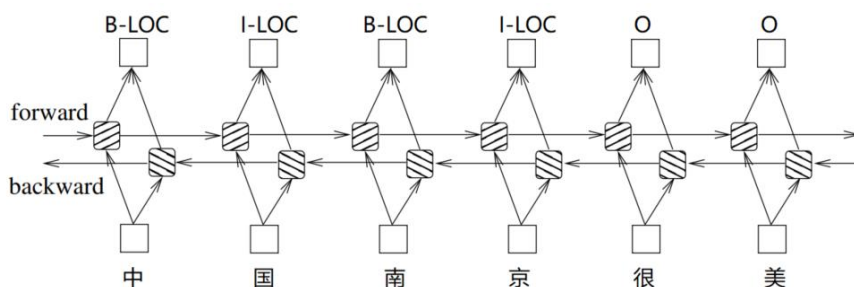 B-LOC I-LOC B-LOC I-LOC O O
forward
backward
中 国 南 京 很 美